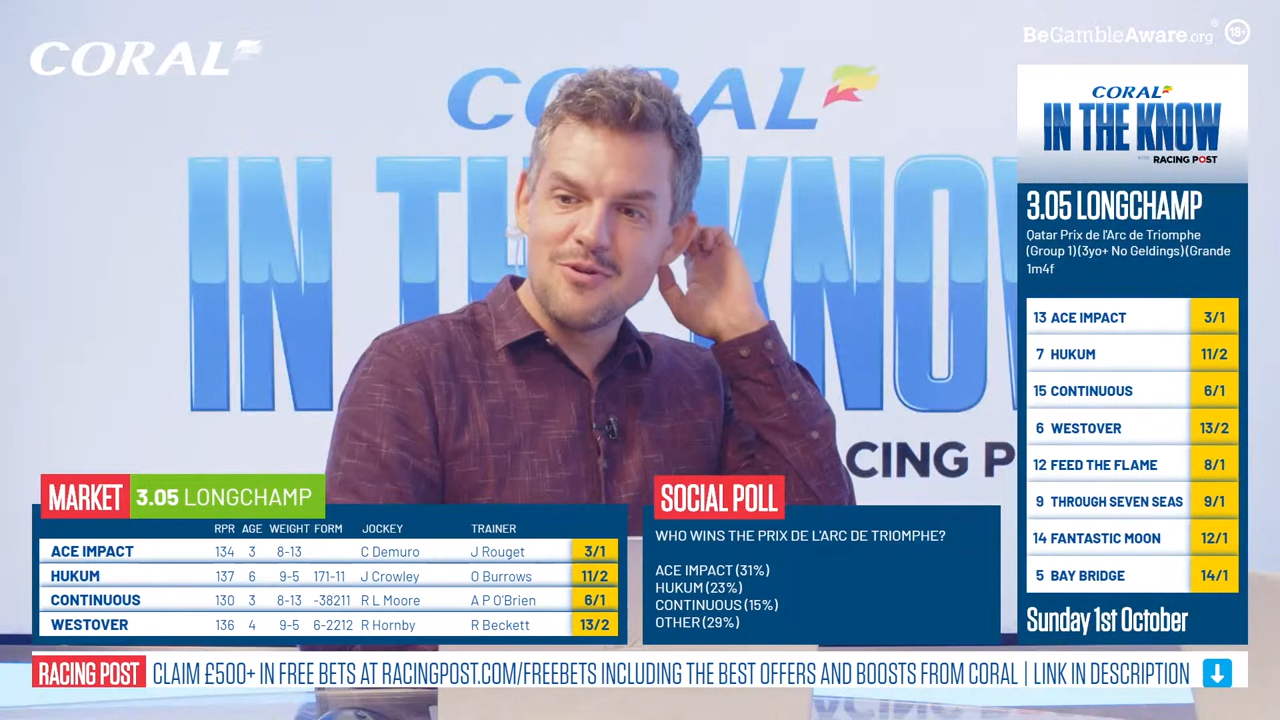 CORAL
BeGambleAware.org® 18+
CORAL
IN THE KNOW
CING P
CORAL
IN THE KNOW
WITH RACING POST
3.05 LONGCHAMP
Qatar Prix de l'Arc de Triomphe
(Group 1) (3yo+ No Geldings) (Grande
1m4f
13 ACE IMPACT 3/1
7 HUKUM 11/2
15 CONTINUOUS 6/1
6 WESTOVER 13/2
12 FEED THE FLAME 8/1
9 THROUGH SEVEN SEAS 9/1
14 FANTASTIC MOON 12/1
5 BAY BRIDGE 14/1
Sunday 1st October
MARKET 3.05 LONGCHAMP
RPR AGE WEIGHT FORM JOCKEY TRAINER
ACE IMPACT 134 3 8-13 C Demuro J Rouget 3/1
HUKUM 137 6 9-5 171-11 J Crowley O Burrows 11/2
CONTINUOUS 130 3 8-13 -38211 R L Moore A P O'Brien 6/1
WESTOVER 136 4 9-5 6-2212 R Hornby R Beckett 13/2
SOCIAL POLL
WHO WINS THE PRIX DE L'ARC DE TRIOMPHE?
ACE IMPACT (31%)
HUKUM (23%)
CONTINUOUS (15%)
OTHER (29%)
RACING POST CLAIM £500+ IN FREE BETS AT RACINGPOST.COM/FREEBETS INCLUDING THE BEST OFFERS AND BOOSTS FROM CORAL | LINK IN DESCRIPTION